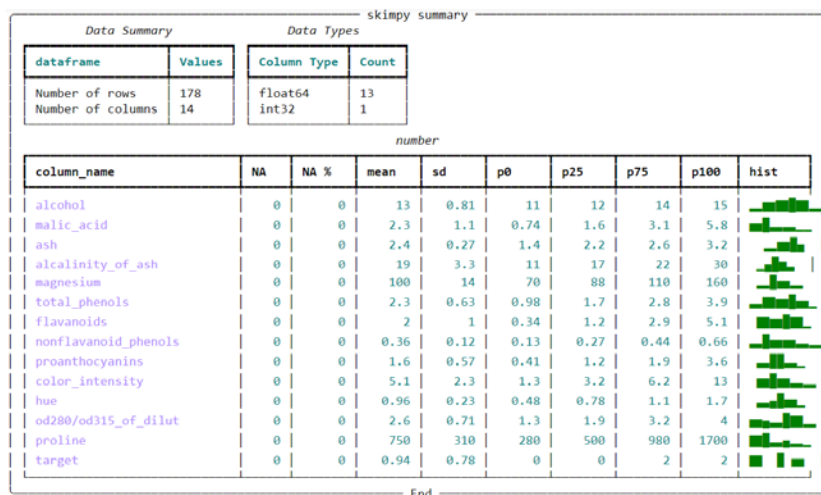 skimpy summary
Data Summary Data Types
dataframe Values Column Type Count
Number of rows 178 float64 13
Number of columns 14 int32 1
number
column_name NA NA % mean sd p0 p25 p75 p100 hist
alcohol 0 0 13 0.81 11 12 14 15
malic_acid 0 0 2.3 1.1 0.74 1.6 3.1 5.8
ash 0 0 2.4 0.27 1.4 2.2 2.6 3.2
alcalinity_of_ash 0 0 19 3.3 11 17 22 30
magnesium 0 0 100 14 70 88 110 160
total_phenols 0 0 2.3 0.63 0.98 1.7 2.8 3.9
flavanoids 0 0 2 1 0.34 1.2 2.9 5.1
nonflavanoid_phenols 0 0 0.36 0.12 0.13 0.27 0.44 0.66
proanthocyanins 0 0 1.6 0.57 0.41 1.2 1.9 3.6
color_intensity 0 0 5.1 2.3 1.3 3.2 6.2 13
hue 0 0 0.96 0.23 0.48 0.78 1.1 1.7
od280/od315_of_dilut 0 0 2.6 0.71 1.3 1.9 3.2 4
proline 0 0 750 310 280 500 980 1700
target 0 0 0.94 0.78 0 0 2 2
End